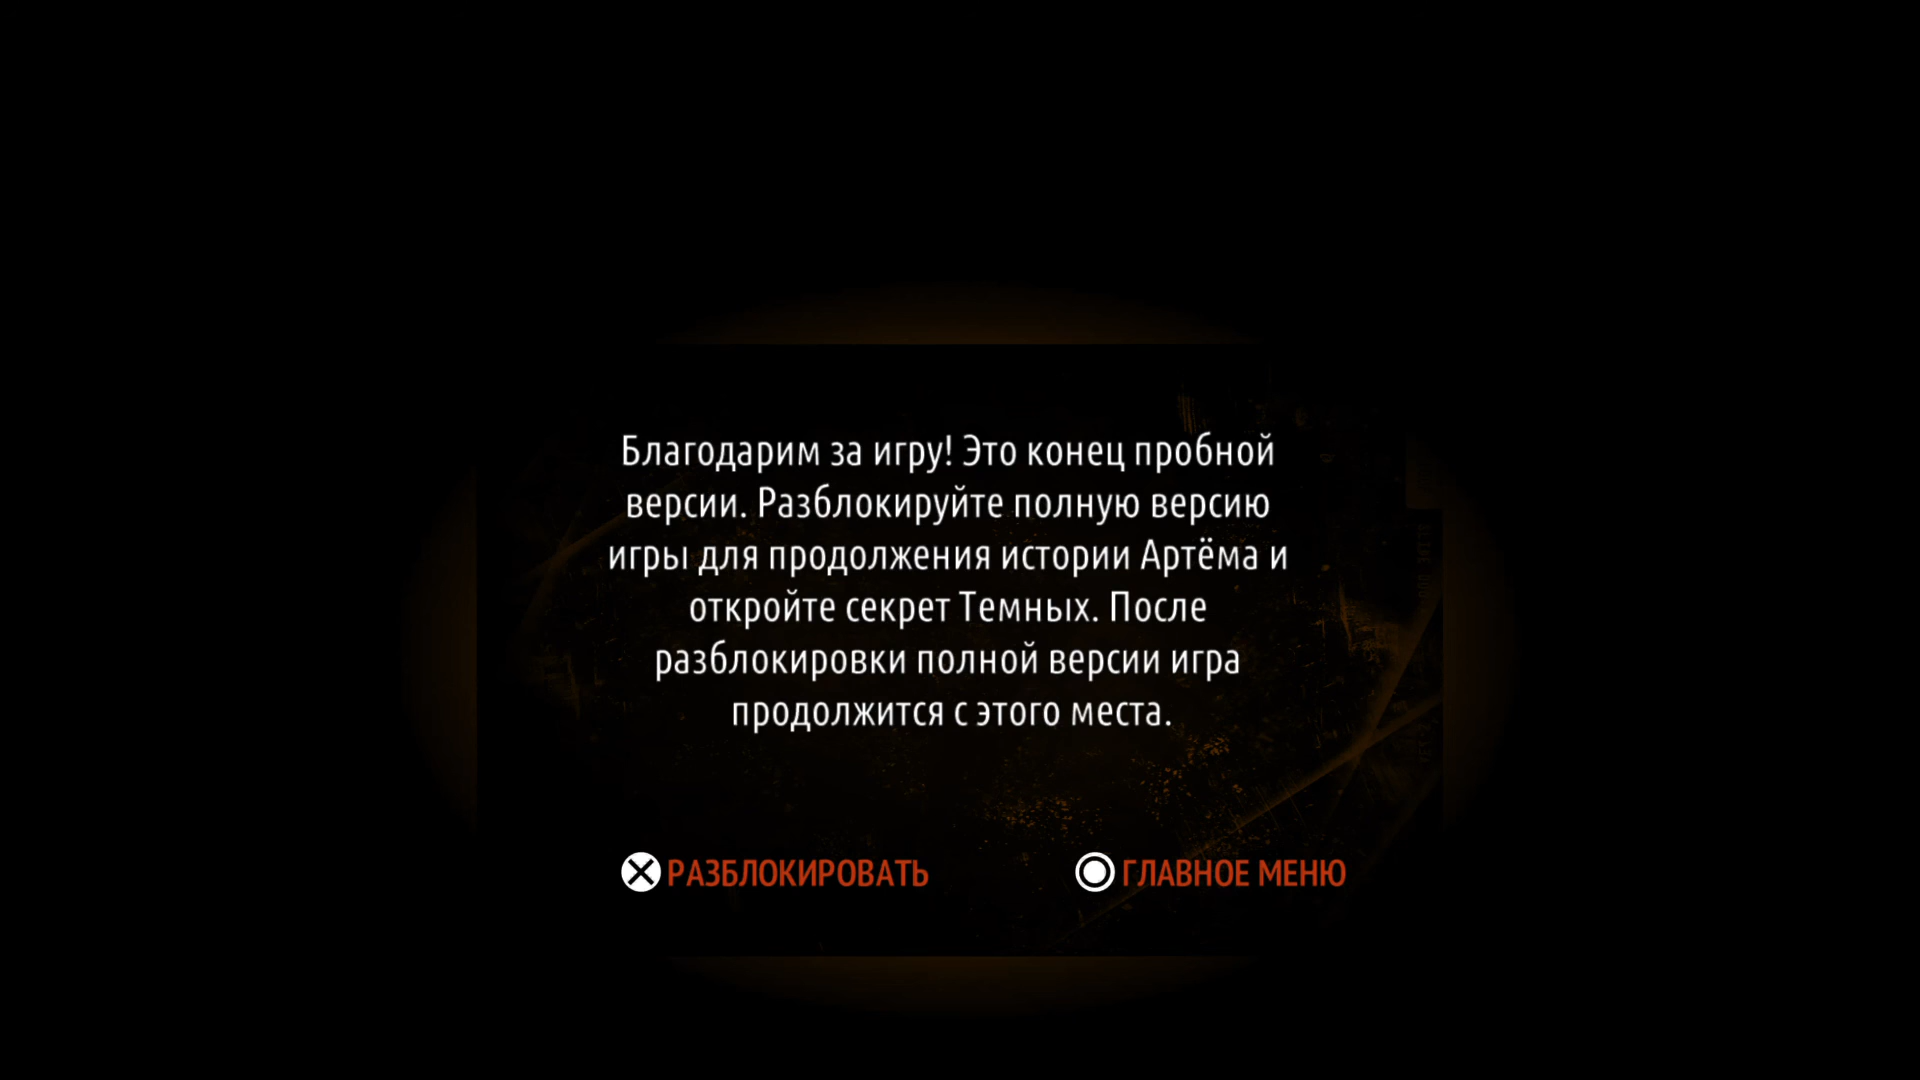 Благодарим за игру! Это конец пробной
версии. Разблокируйте полную версию
игры для продолжения истории Артёма и
откройте секрет Темных. После
разблокировки полной версии игра
продолжится с этого места.
РАЗБЛОКИРОВАТЬ
ГЛАВНОЕ МЕНЮ